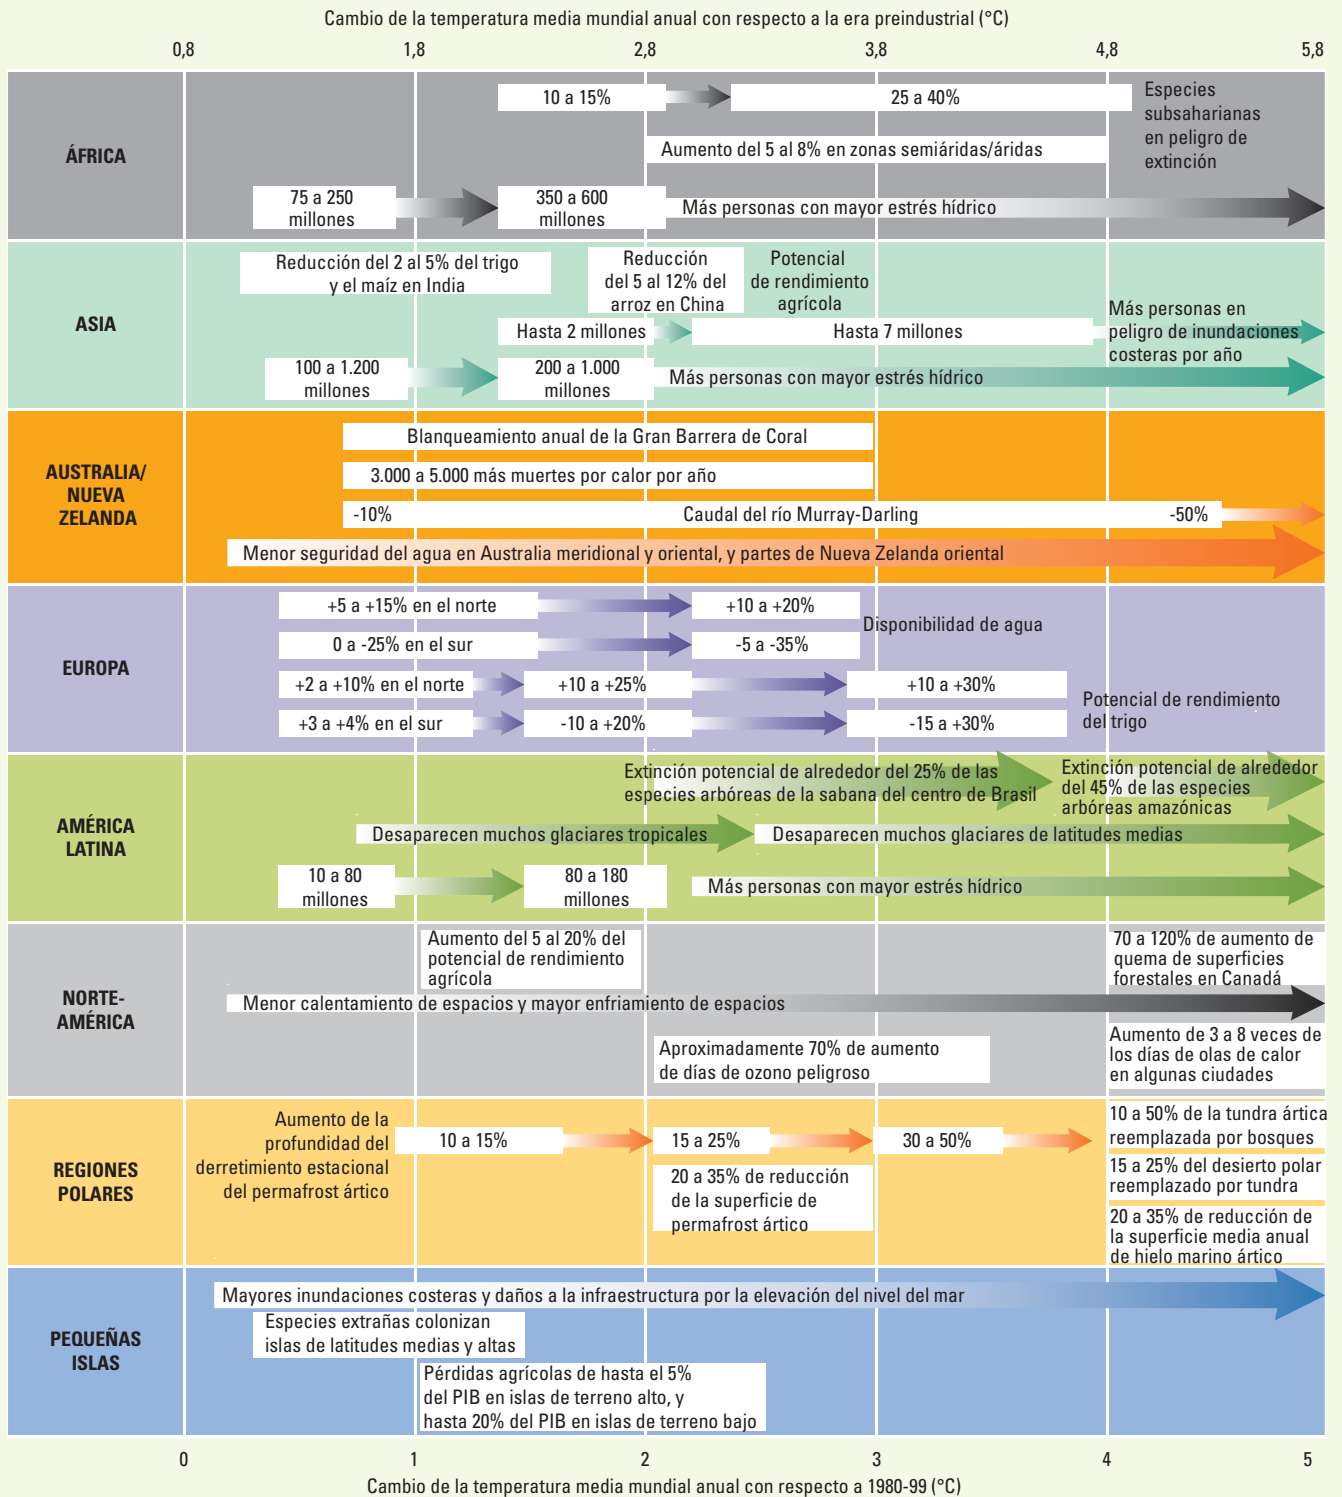 Cambio de la temperatura media mundial anual con respecto a la era preindustrial (°C)
0,8 1,8 2,8 3,8 4,8 5,8
ÁFRICA
10 a 15%
25 a 40%
Especies
subsaharianas
en peligro de
extinción
Aumento del 5 al 8% en zonas semiáridas/áridas
75 a 250
millones
350 a 600
millones
Más personas con mayor estrés hídrico
ASIA
Reducción del 2 al 5% del trigo
y el maíz en India
Reducción
del 5 al 12% del
arroz en China
Potencial
de rendimiento
agrícola
Hasta 2 millones
Hasta 7 millones
Más personas en
peligro de inundaciones
costeras por año
100 a 1.200
millones
200 a 1.000
millones
Más personas con mayor estrés hídrico
AUSTRALIA/
NUEVA
ZELANDA
Blanqueamiento anual de la Gran Barrera de Coral
3.000 a 5.000 más muertes por calor por año
-10% Caudal del río Murray-Darling -50%
Menor seguridad del agua en Australia meridional y oriental, y partes de Nueva Zelanda oriental
EUROPA
+5 a +15% en el norte
+10 a +20%
0 a -25% en el sur
-5 a -35%
Disponibilidad de agua
+2 a +10% en el norte
+10 a +25%
+10 a +30%
+3 a +4% en el sur
-10 a +20%
-15 a +30%
Potencial de rendimiento
del trigo
AMÉRICA
LATINA
Extinción potencial de alrededor del 25% de las
especies arbóreas de la sabana del centro de Brasil
Extinción potencial de alrededor
del 45% de las especies
arbóreas amazónicas
Desaparecen muchos glaciares tropicales
Desaparecen muchos glaciares de latitudes medias
10 a 80
millones
80 a 180
millones
Más personas con mayor estrés hídrico
NORTE-
AMÉRICA
Aumento del 5 al 20% del
potencial de rendimiento
agrícola
70 a 120% de aumento de
quema de superficies
forestales en Canadá
Menor calentamiento de espacios y mayor enfriamiento de espacios
Aproximadamente 70% de aumento
de días de ozono peligroso
Aumento de 3 a 8 veces de
los días de olas de calor
en algunas ciudades
REGIONES
POLARES
Aumento de la
profundidad del
derretimiento estacional
del permafrost ártico
10 a 15%
15 a 25%
30 a 50%
10 a 50% de la tundra ártica
reemplazada por bosques
20 a 35% de reducción
de la superficie de
permafrost ártico
15 a 25% del desierto polar
reemplazado por tundra
20 a 35% de reducción de
la superficie media anual
de hielo marino ártico
PEQUEÑAS
ISLAS
Mayores inundaciones costeras y daños a la infraestructura por la elevación del nivel del mar
Especies extrañas colonizan
islas de latitudes medias y altas
Pérdidas agrícolas de hasta el 5%
del PIB en islas de terreno alto, y
hasta 20% del PIB en islas de terreno bajo
0 1 2 3 4 5
Cambio de la temperatura media mundial anual con respecto a 1980-99 (°C)